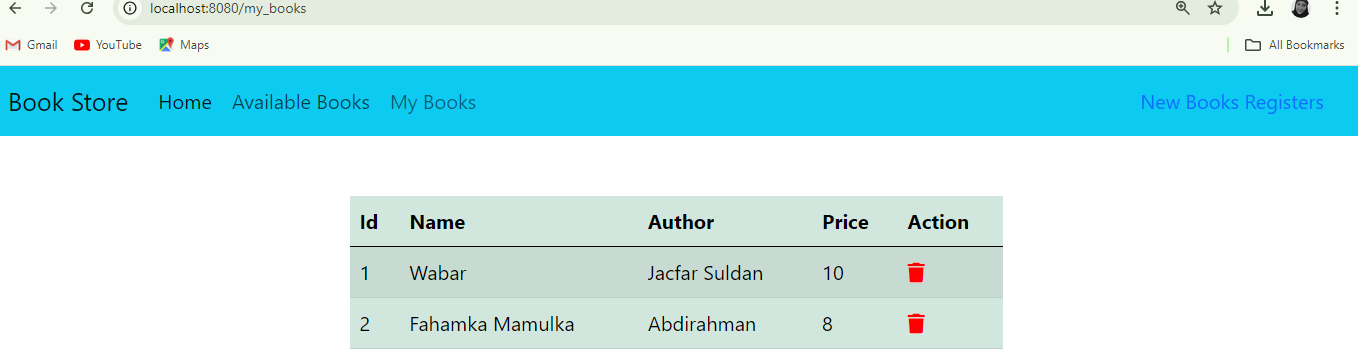 localhost:8080/my_books
Gmail YouTube Maps All Bookmarks
Book Store Home Available Books My Books New Books Registers
Id Name Author Price Action
1 Wabar Jacfar Suldan 10
2 Fahamka Mamulka Abdirahman 8